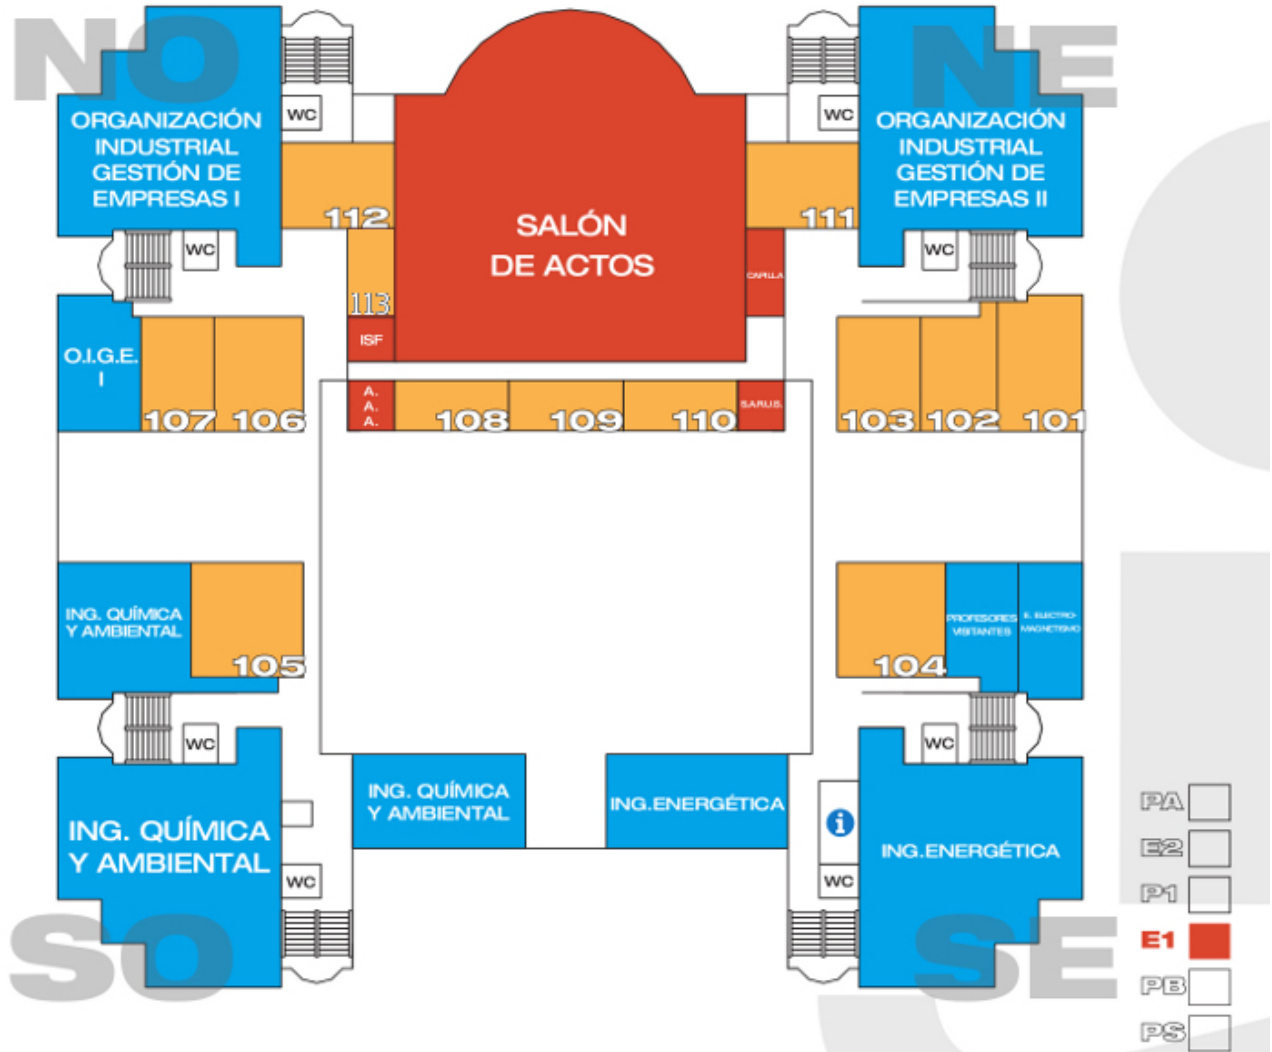 NO
NE
ORGANIZACIÓN
INDUSTRIAL
GESTIÓN DE
EMPRESAS I
WC
WC
ORGANIZACIÓN
INDUSTRIAL
GESTIÓN DE
EMPRESAS II
112
SALÓN
DE ACTOS
111
WC
WC
113
CAPILLA
ISF
O.I.G.E.
I
107
106
A.
A.
A.
108
109
110
S.A.R.U.S.
103
102
101
ING. QUÍMICA
Y AMBIENTAL
105
104
PROFESORES
VISITANTES
E. ELECTRO-
MAGNETISMO
WC
WC
ING. QUÍMICA
Y AMBIENTAL
ING.ENERGÉTICA
ING. QUÍMICA
Y AMBIENTAL
i
ING.ENERGÉTICA
WC
WC
SO
SE
PA
E2
P1
E1
PB
PS